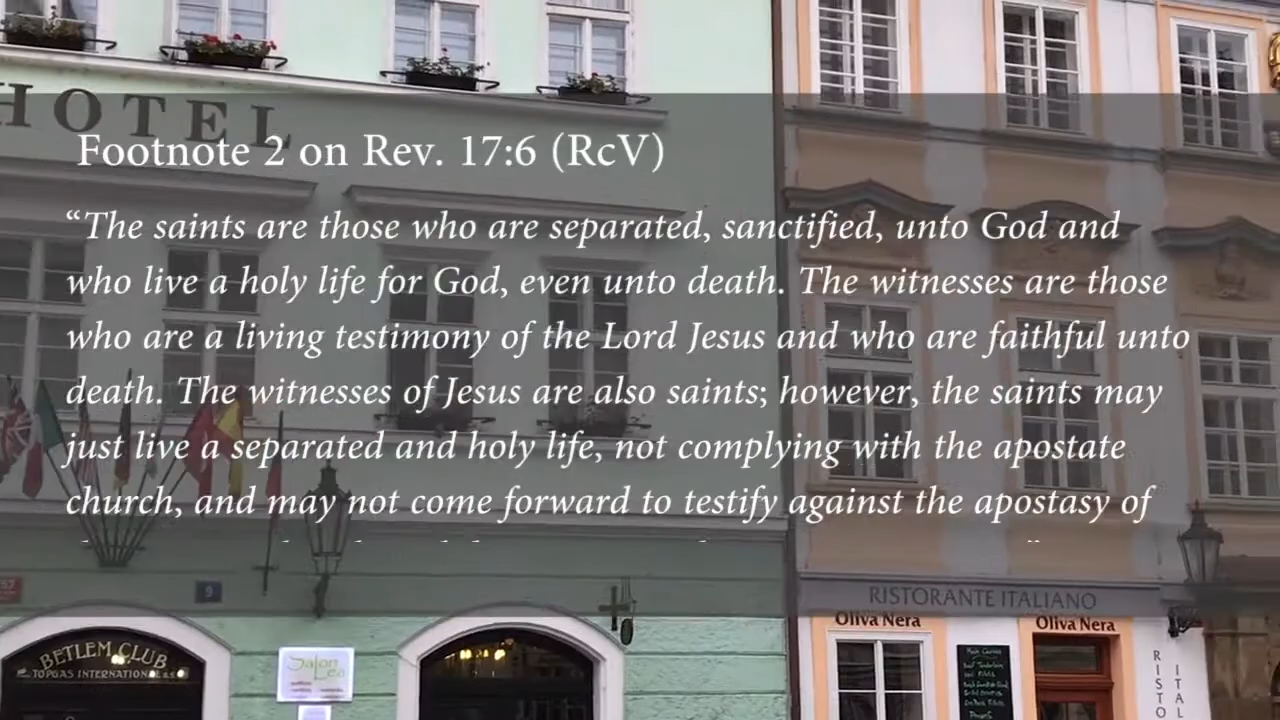 HOTEL
Footnote 2 on Rev. 17:6 (RcV)
“The saints are those who are separated, sanctified, unto God and
who live a holy life for God, even unto death. The witnesses are those
who are a living testimony of the Lord Jesus and who are faithful unto
death. The witnesses of Jesus are also saints; however, the saints may
just live a separated and holy life, not complying with the apostate
church, and may not come forward to testify against the apostasy of
9
RISTORANTE ITALIANO
Oliva Nera
Oliva Nera
BETLEM CLUB
TOPGAS INTERNATIONAL
Salon
Lea
RISTO
ITAL